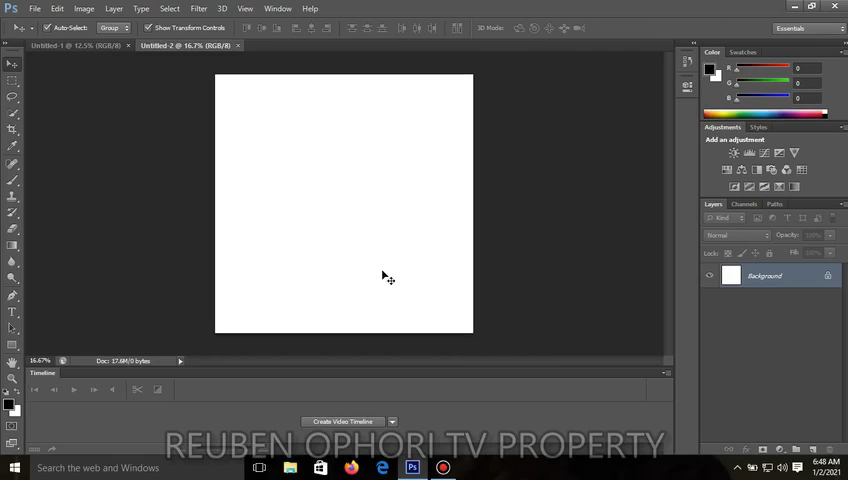 Ps File Edit Image Layer Type Select Filter 3D View Window Help
Auto-Select: Group Show Transform Controls 3D Mode: Essentials
Untitled-1 @ 12.5% (RGB/8) × Untitled-2 @ 16.7% (RGB/8) ×
Color Swatches
R 0
G 0
B 0
Adjustments Styles
Add an adjustment
Layers Channels Paths
Kind
Normal Opacity: 100%
Lock: Fill: 100%
Background
16.67% Doc: 17.6M/0 bytes
Timeline
Create Video Timeline
REUBEN OPHORI TV PROPERTY
Search the web and Windows Ps 6:48 AM
1/2/2021